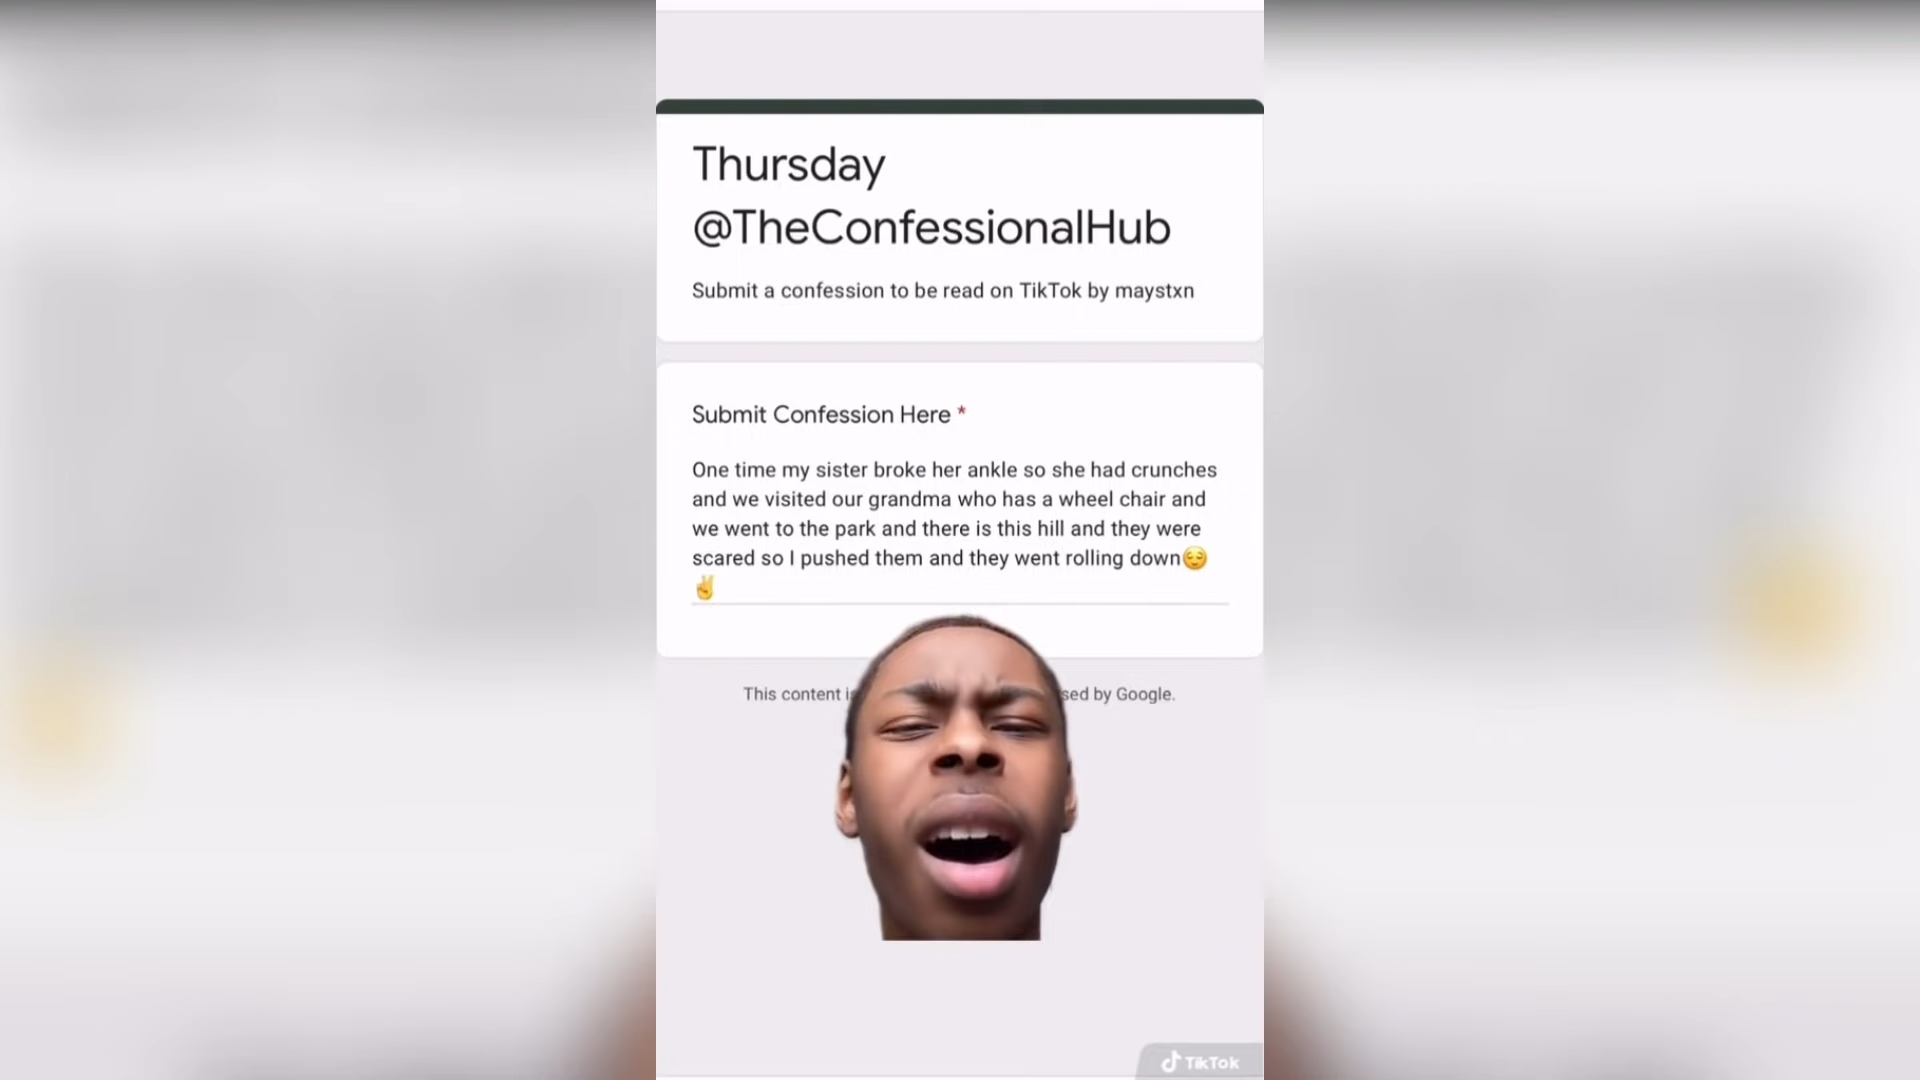 Thursday
@TheConfessionalHub
Submit a confession to be read on TikTok by maystxn
Submit Confession Here *
One time my sister broke her ankle so she had crunches
and we visited our grandma who has a wheel chair and
we went to the park and there is this hill and they were
scared so I pushed them and they went rolling down😌
✌
This content sed by Google.
TikTok